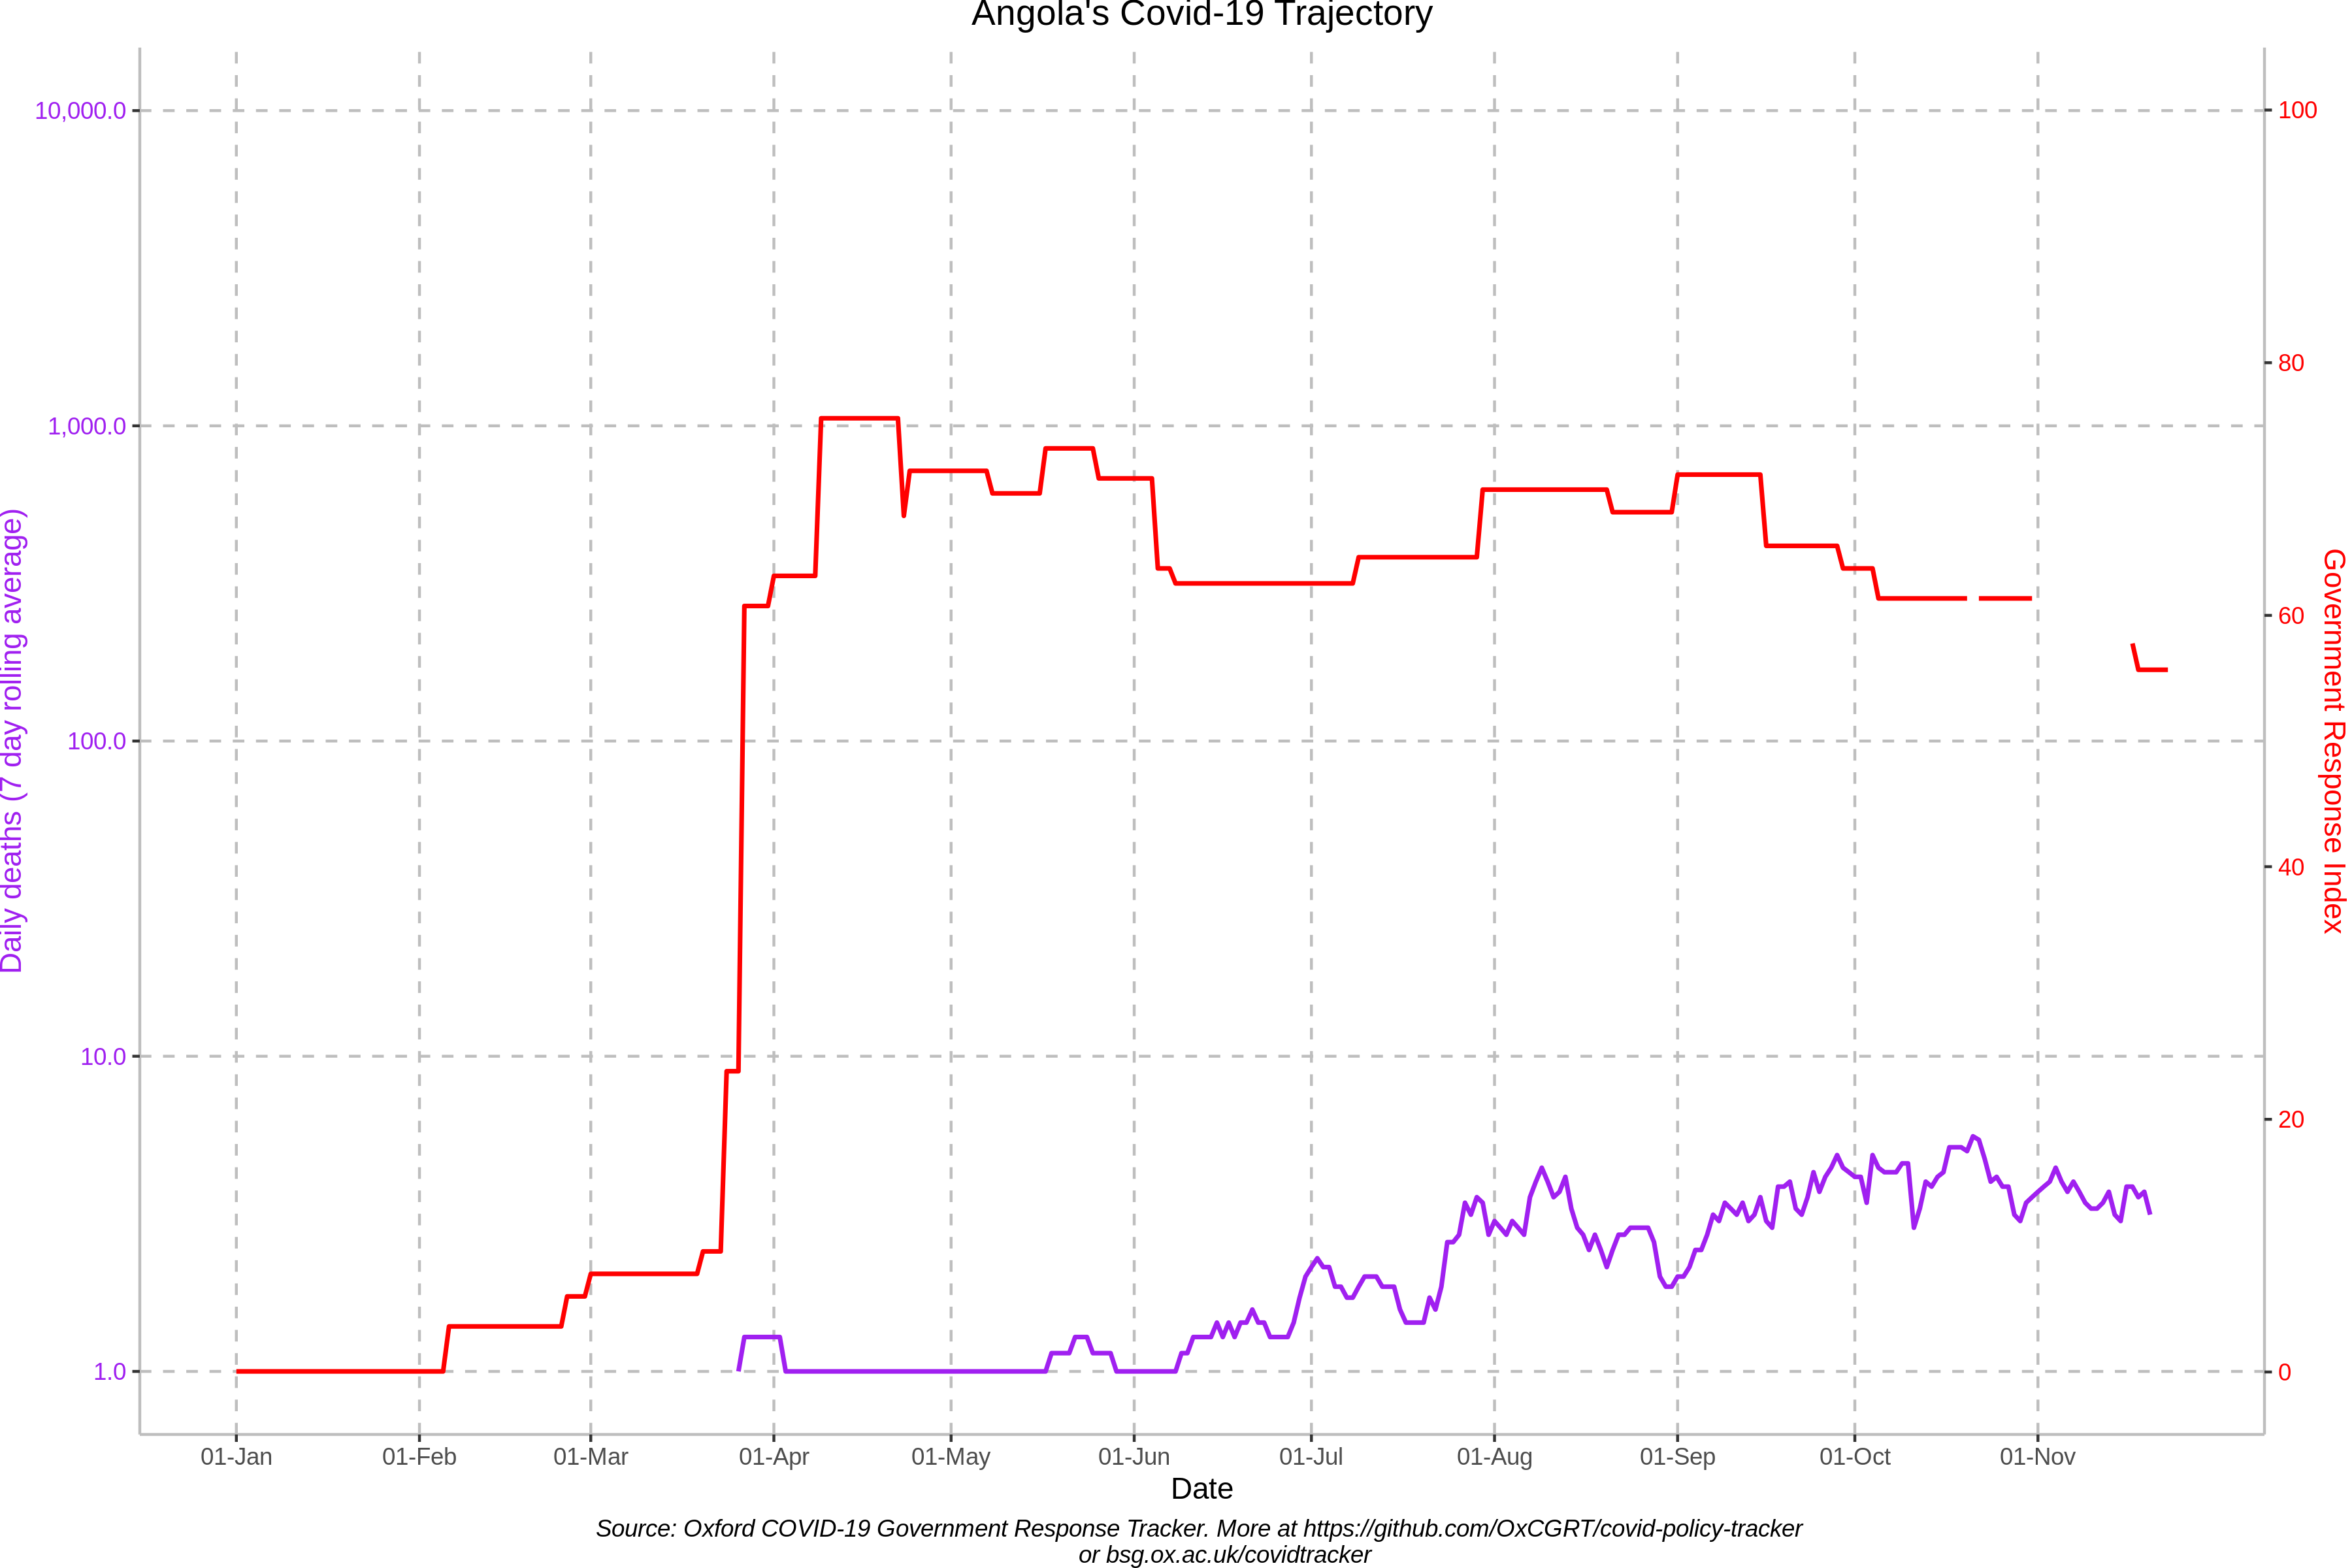 Angola's Covid-19 Trajectory
10,000.0
1,000.0
100.0
10.0
1.0
Daily deaths (7 day rolling average)
100
80
60
40
20
0
Government Response Index
01-Jan 01-Feb 01-Mar 01-Apr 01-May 01-Jun 01-Jul 01-Aug 01-Sep 01-Oct 01-Nov
Date
Source: Oxford COVID-19 Government Response Tracker. More at https://github.com/OxCGRT/covid-policy-tracker
or bsg.ox.ac.uk/covidtracker